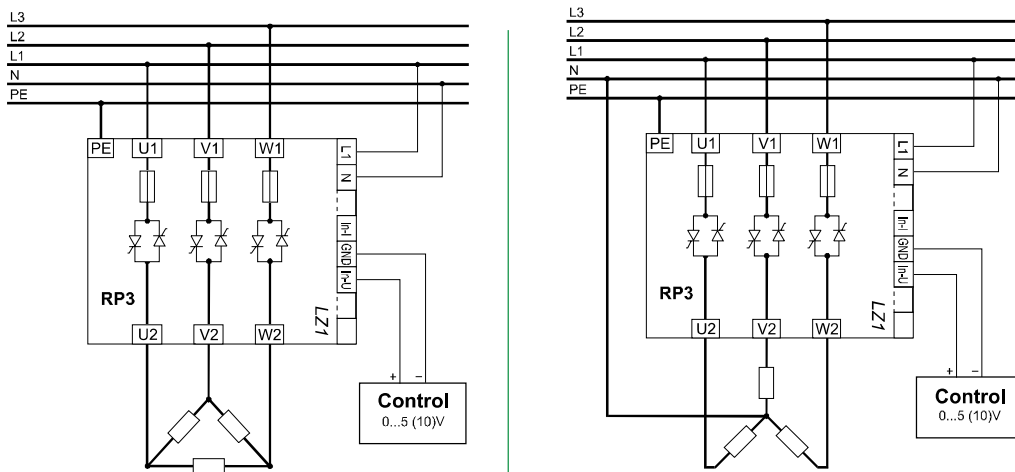 L3
L2
L1
N
PE
PE
U1
V1
W1
L1
N
In-I
GND
In-U
RP3
LZ1
U2
V2
W2
+ −
Control
0...5 (10)V
L3
L2
L1
N
PE
PE
U1
V1
W1
L1
N
In-I
GND
In-U
RP3
LZ1
U2
V2
W2
+ −
Control
0...5 (10)V